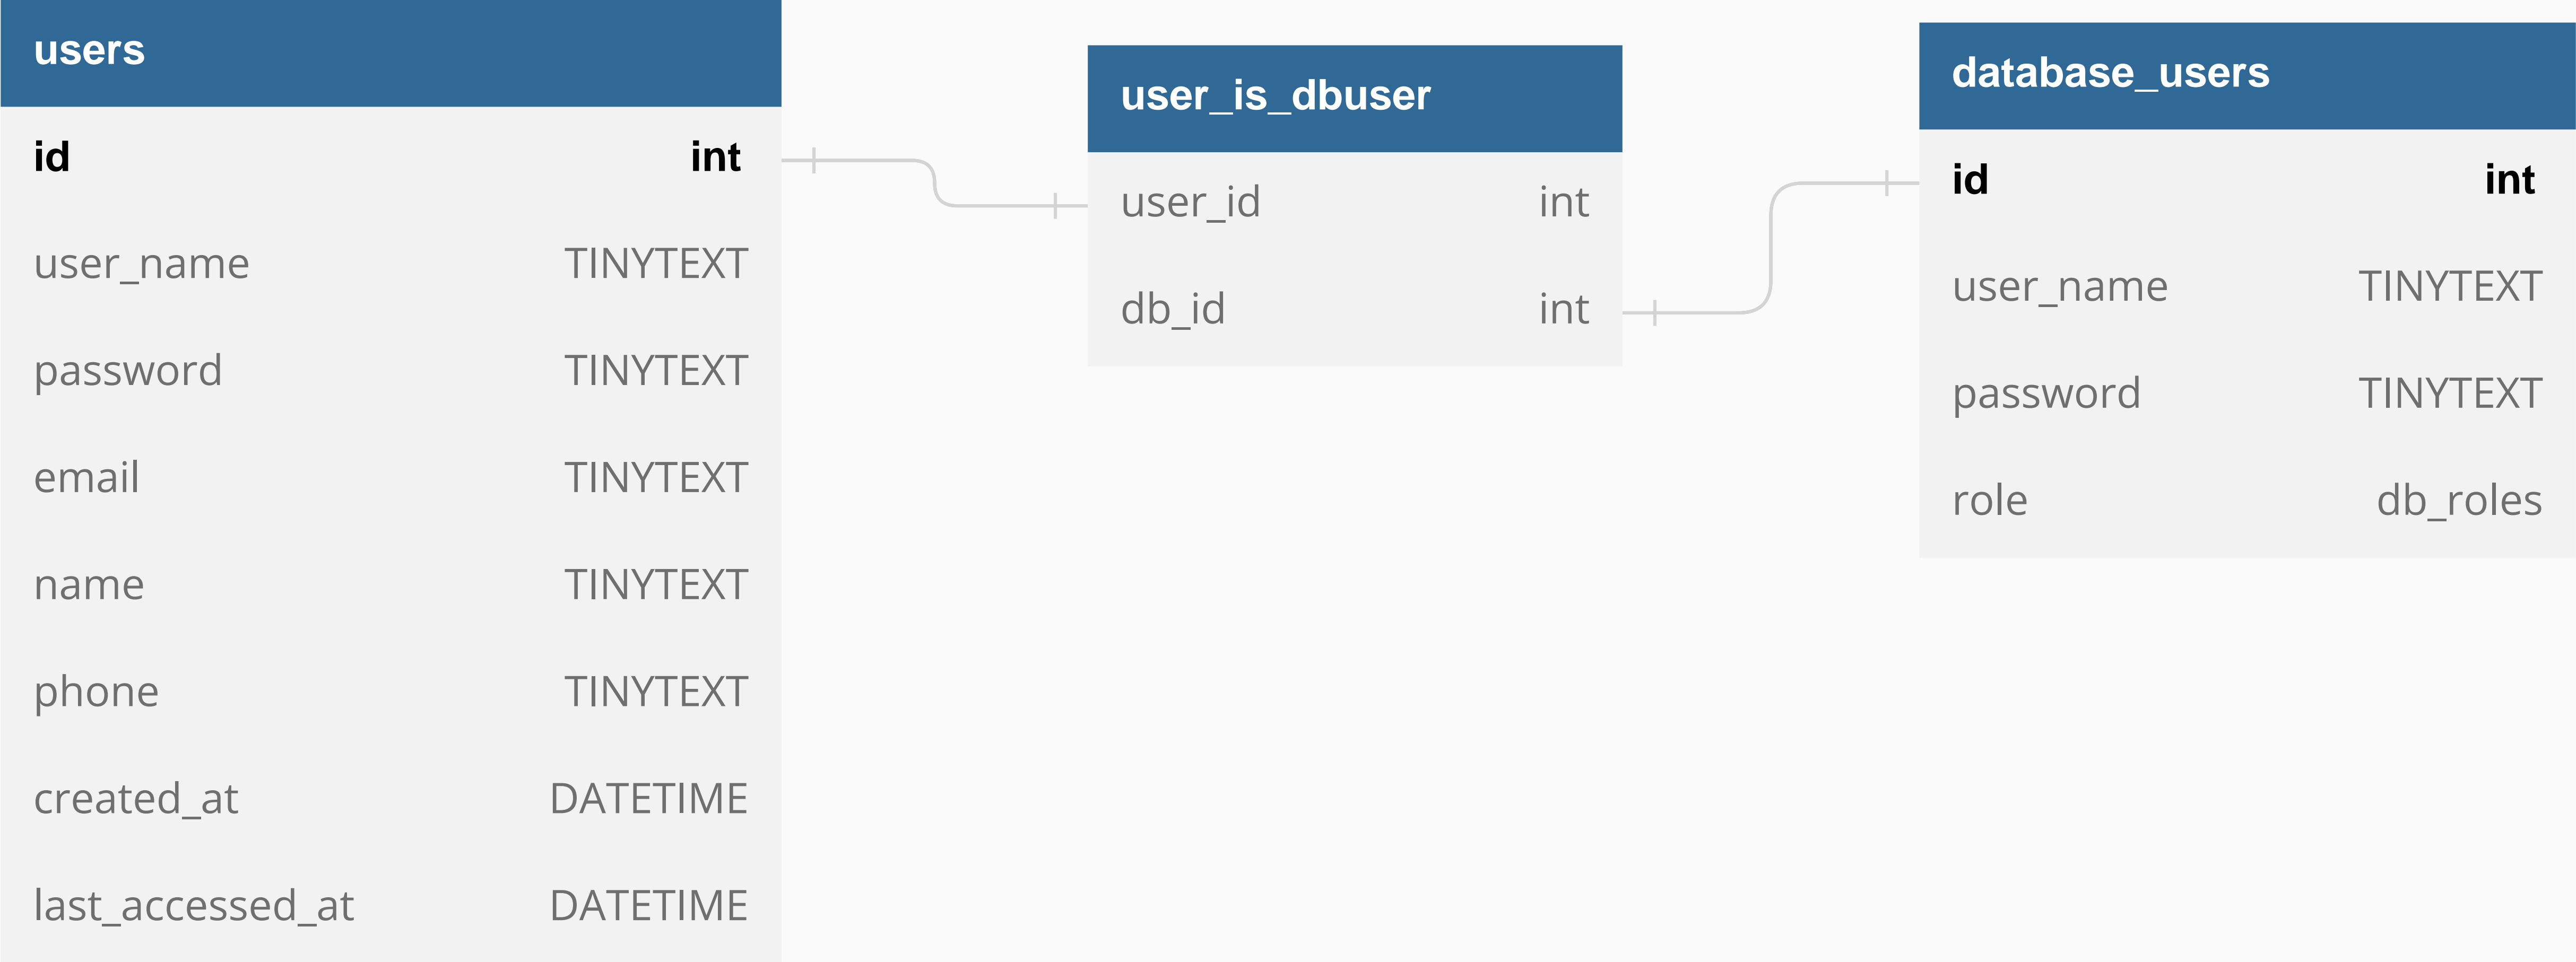 users
id int
user_name TINYTEXT
password TINYTEXT
email TINYTEXT
name TINYTEXT
phone TINYTEXT
created_at DATETIME
last_accessed_at DATETIME
user_is_dbuser
user_id int
db_id int
database_users
id int
user_name TINYTEXT
password TINYTEXT
role db_roles